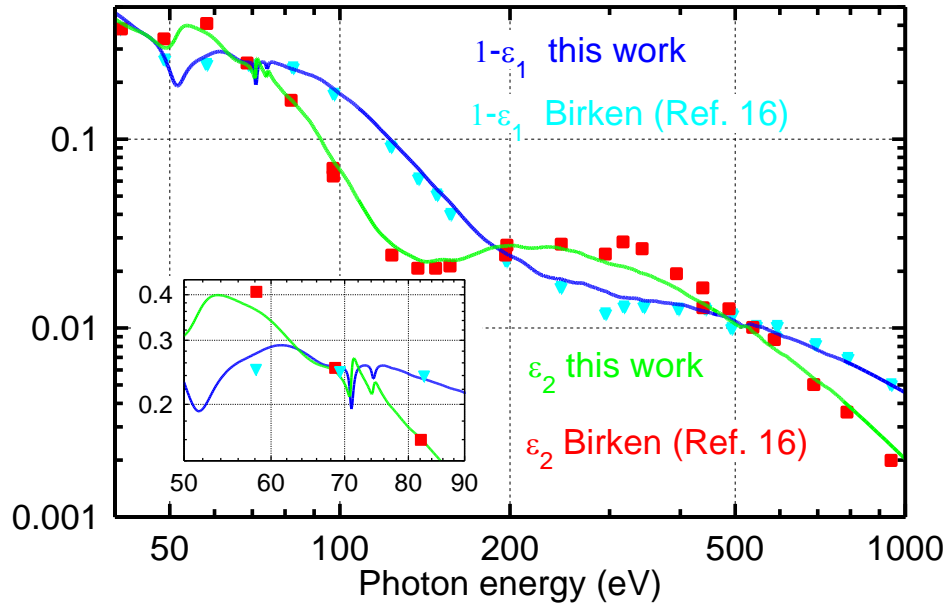 1-ε1 this work
1-ε1 Birken (Ref. 16)
0.1
0.01
0.001
0.4
0.3
0.2
50 60 70 80 90
ε2 this work
ε2 Birken (Ref. 16)
50 100 200 500 1000
Photon energy (eV)